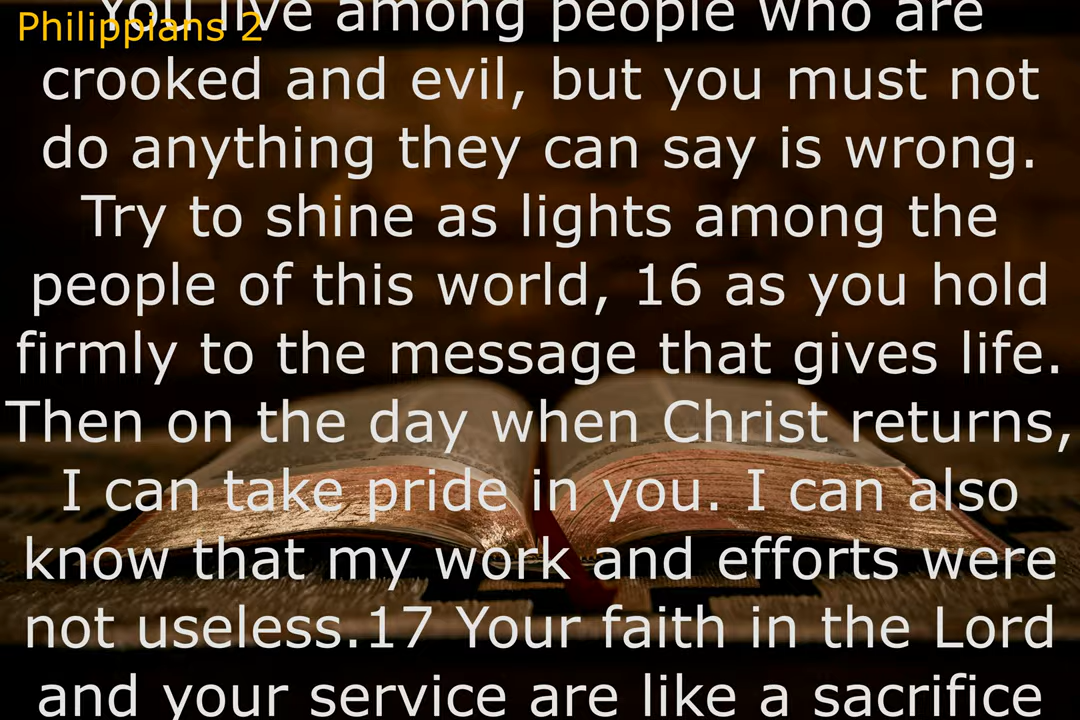 Philippians 2
You live among people who are
crooked and evil, but you must not
do anything they can say is wrong.
Try to shine as lights among the
people of this world, 16 as you hold
firmly to the message that gives life.
Then on the day when Christ returns,
I can take pride in you. I can also
know that my work and efforts were
not useless.17 Your faith in the Lord
and your service are like a sacrifice